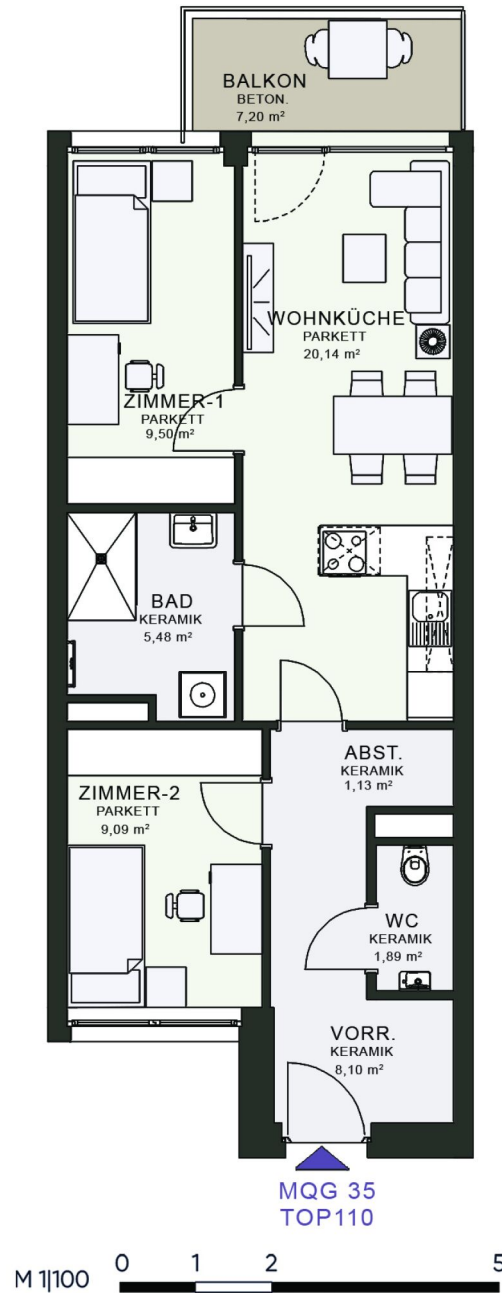 BALKON
BETON.
7,20 m²
WOHNKÜCHE
PARKETT
20,14 m²
ZIMMER-1
PARKETT
9,50 m²
BAD
KERAMIK
5,48 m²
ABST.
KERAMIK
1,13 m²
ZIMMER-2
PARKETT
9,09 m²
WC
KERAMIK
1,89 m²
VORR.
KERAMIK
8,10 m²
MQG 35
TOP110
M 1|100 0 1 2 5